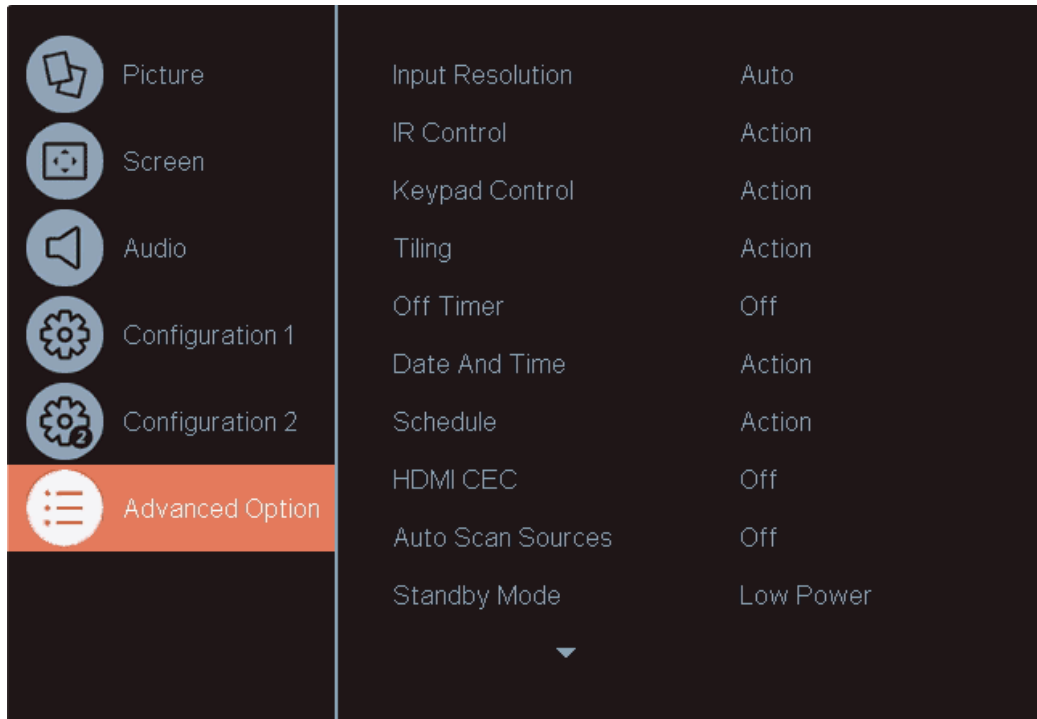 Picture
Screen
Audio
Configuration 1
Configuration 2
2
Advanced Option
Input Resolution Auto
IR Control Action
Keypad Control Action
Tiling Action
Off Timer Off
Date And Time Action
Schedule Action
HDMI CEC Off
Auto Scan Sources Off
Standby Mode Low Power